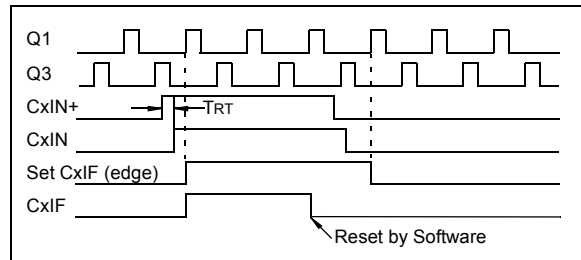 Q1
Q3
CxIN+
TRT
CxIN
Set CxIF (edge)
CxIF
Reset by Software